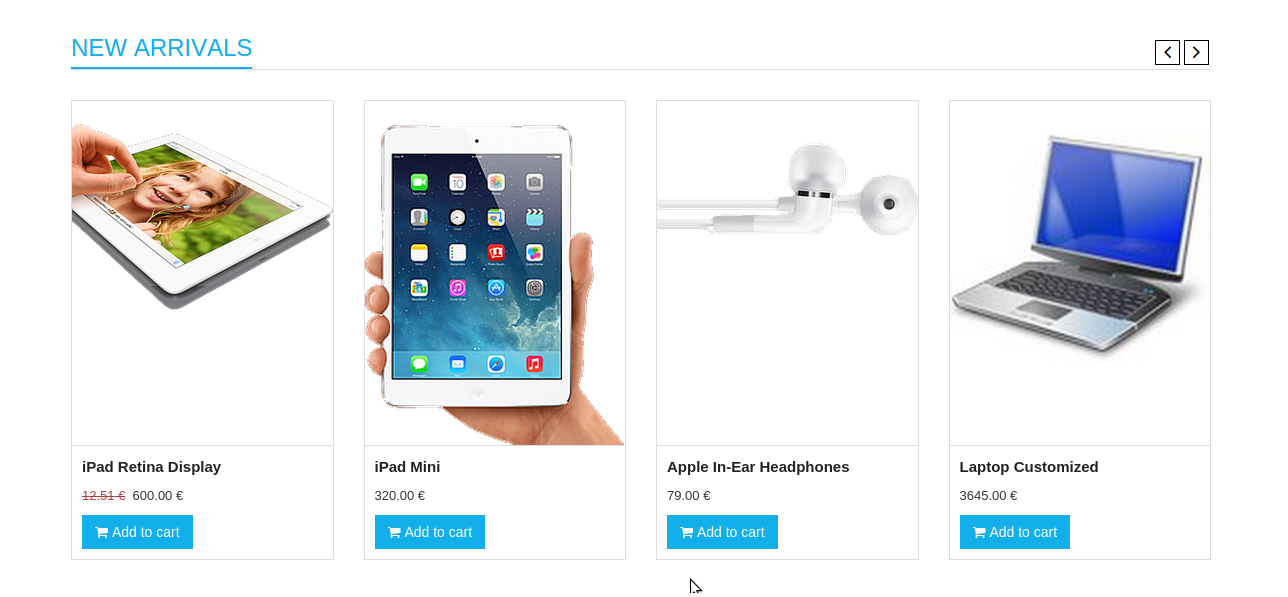 NEW ARRIVALS
iPad Retina Display
12.51 € 600.00 €
Add to cart
iPad Mini
320.00 €
Add to cart
Apple In-Ear Headphones
79.00 €
Add to cart
Laptop Customized
3645.00 €
Add to cart